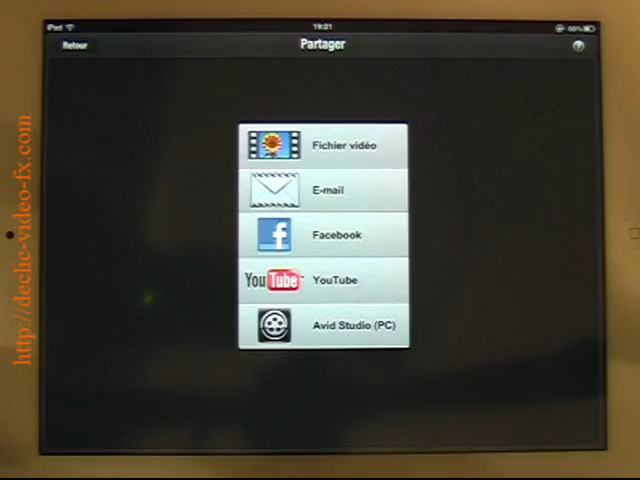 iPad
19:01
60%
Retour
Partager
?
Fichier vidéo
E-mail
f
Facebook
YouTube
YouTube
Avid Studio (PC)
http://declic-video-fx.com